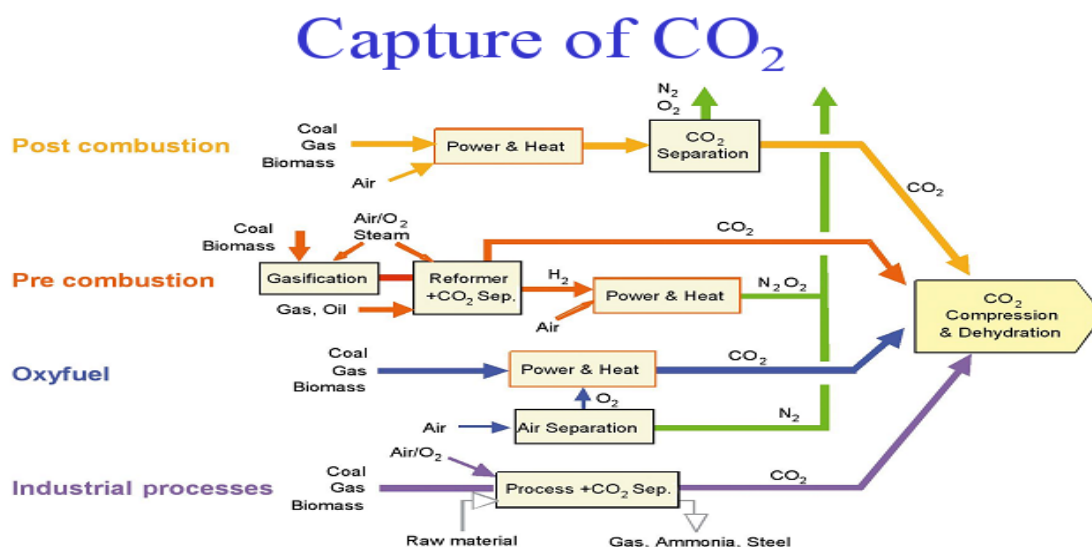 Capture of CO₂
N₂
O₂
Post combustion
Coal
Gas
Biomass
Air
Power & Heat
CO₂
Separation
CO₂
Pre combustion
Coal
Biomass
Air/O₂
Steam
Gasification
Gas, Oil
Reformer
+CO₂ Sep.
CO₂
H₂
Air
Power & Heat
N₂ O₂
CO₂
Compression
& Dehydration
Oxyfuel
Coal
Gas
Biomass
Power & Heat
CO₂
O₂
Air
Air Separation
N₂
Industrial processes
Air/O₂
Coal
Gas
Biomass
Process +CO₂ Sep.
CO₂
Raw material
Gas, Ammonia, Steel